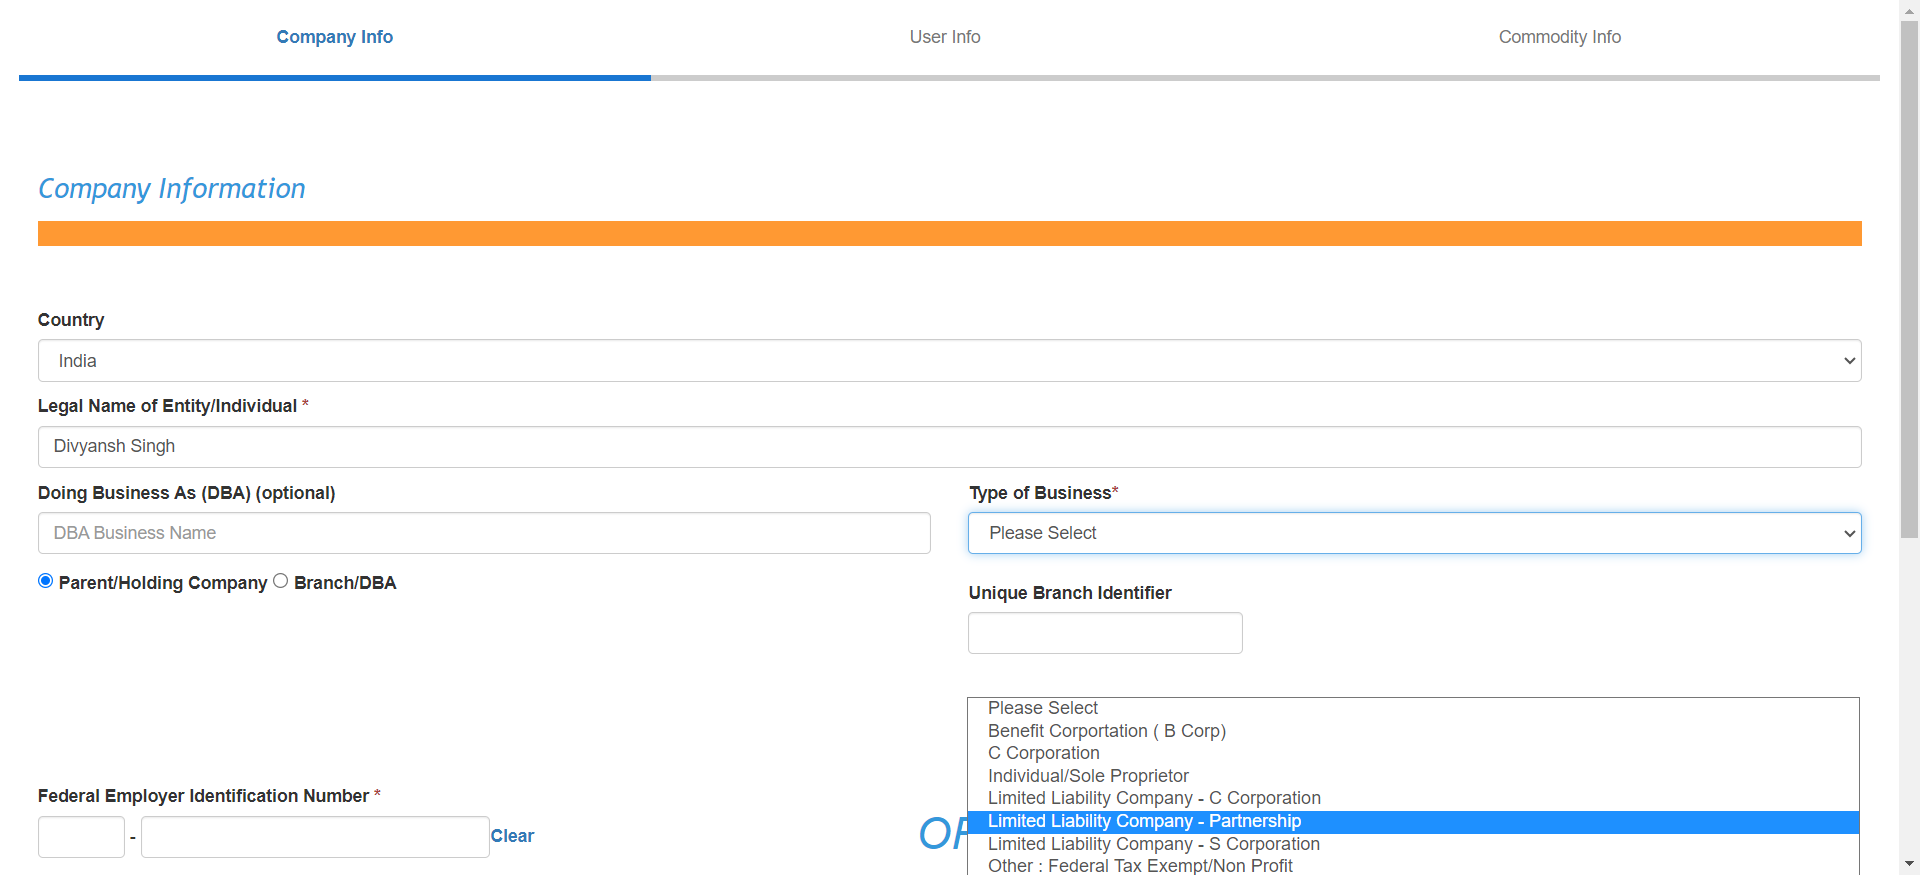 Company Info
User Info
Commodity Info
Company Information
Country
India
Legal Name of Entity/Individual *
Divyansh Singh
Doing Business As (DBA) (optional)
Type of Business*
DBA Business Name
Please Select
Parent/Holding Company
Branch/DBA
Unique Branch Identifier
Please Select
Benefit Corportation ( B Corp)
C Corporation
Individual/Sole Proprietor
Limited Liability Company - C Corporation
Limited Liability Company - Partnership
Limited Liability Company - S Corporation
Other : Federal Tax Exempt/Non Profit
Federal Employer Identification Number *
-
Clear